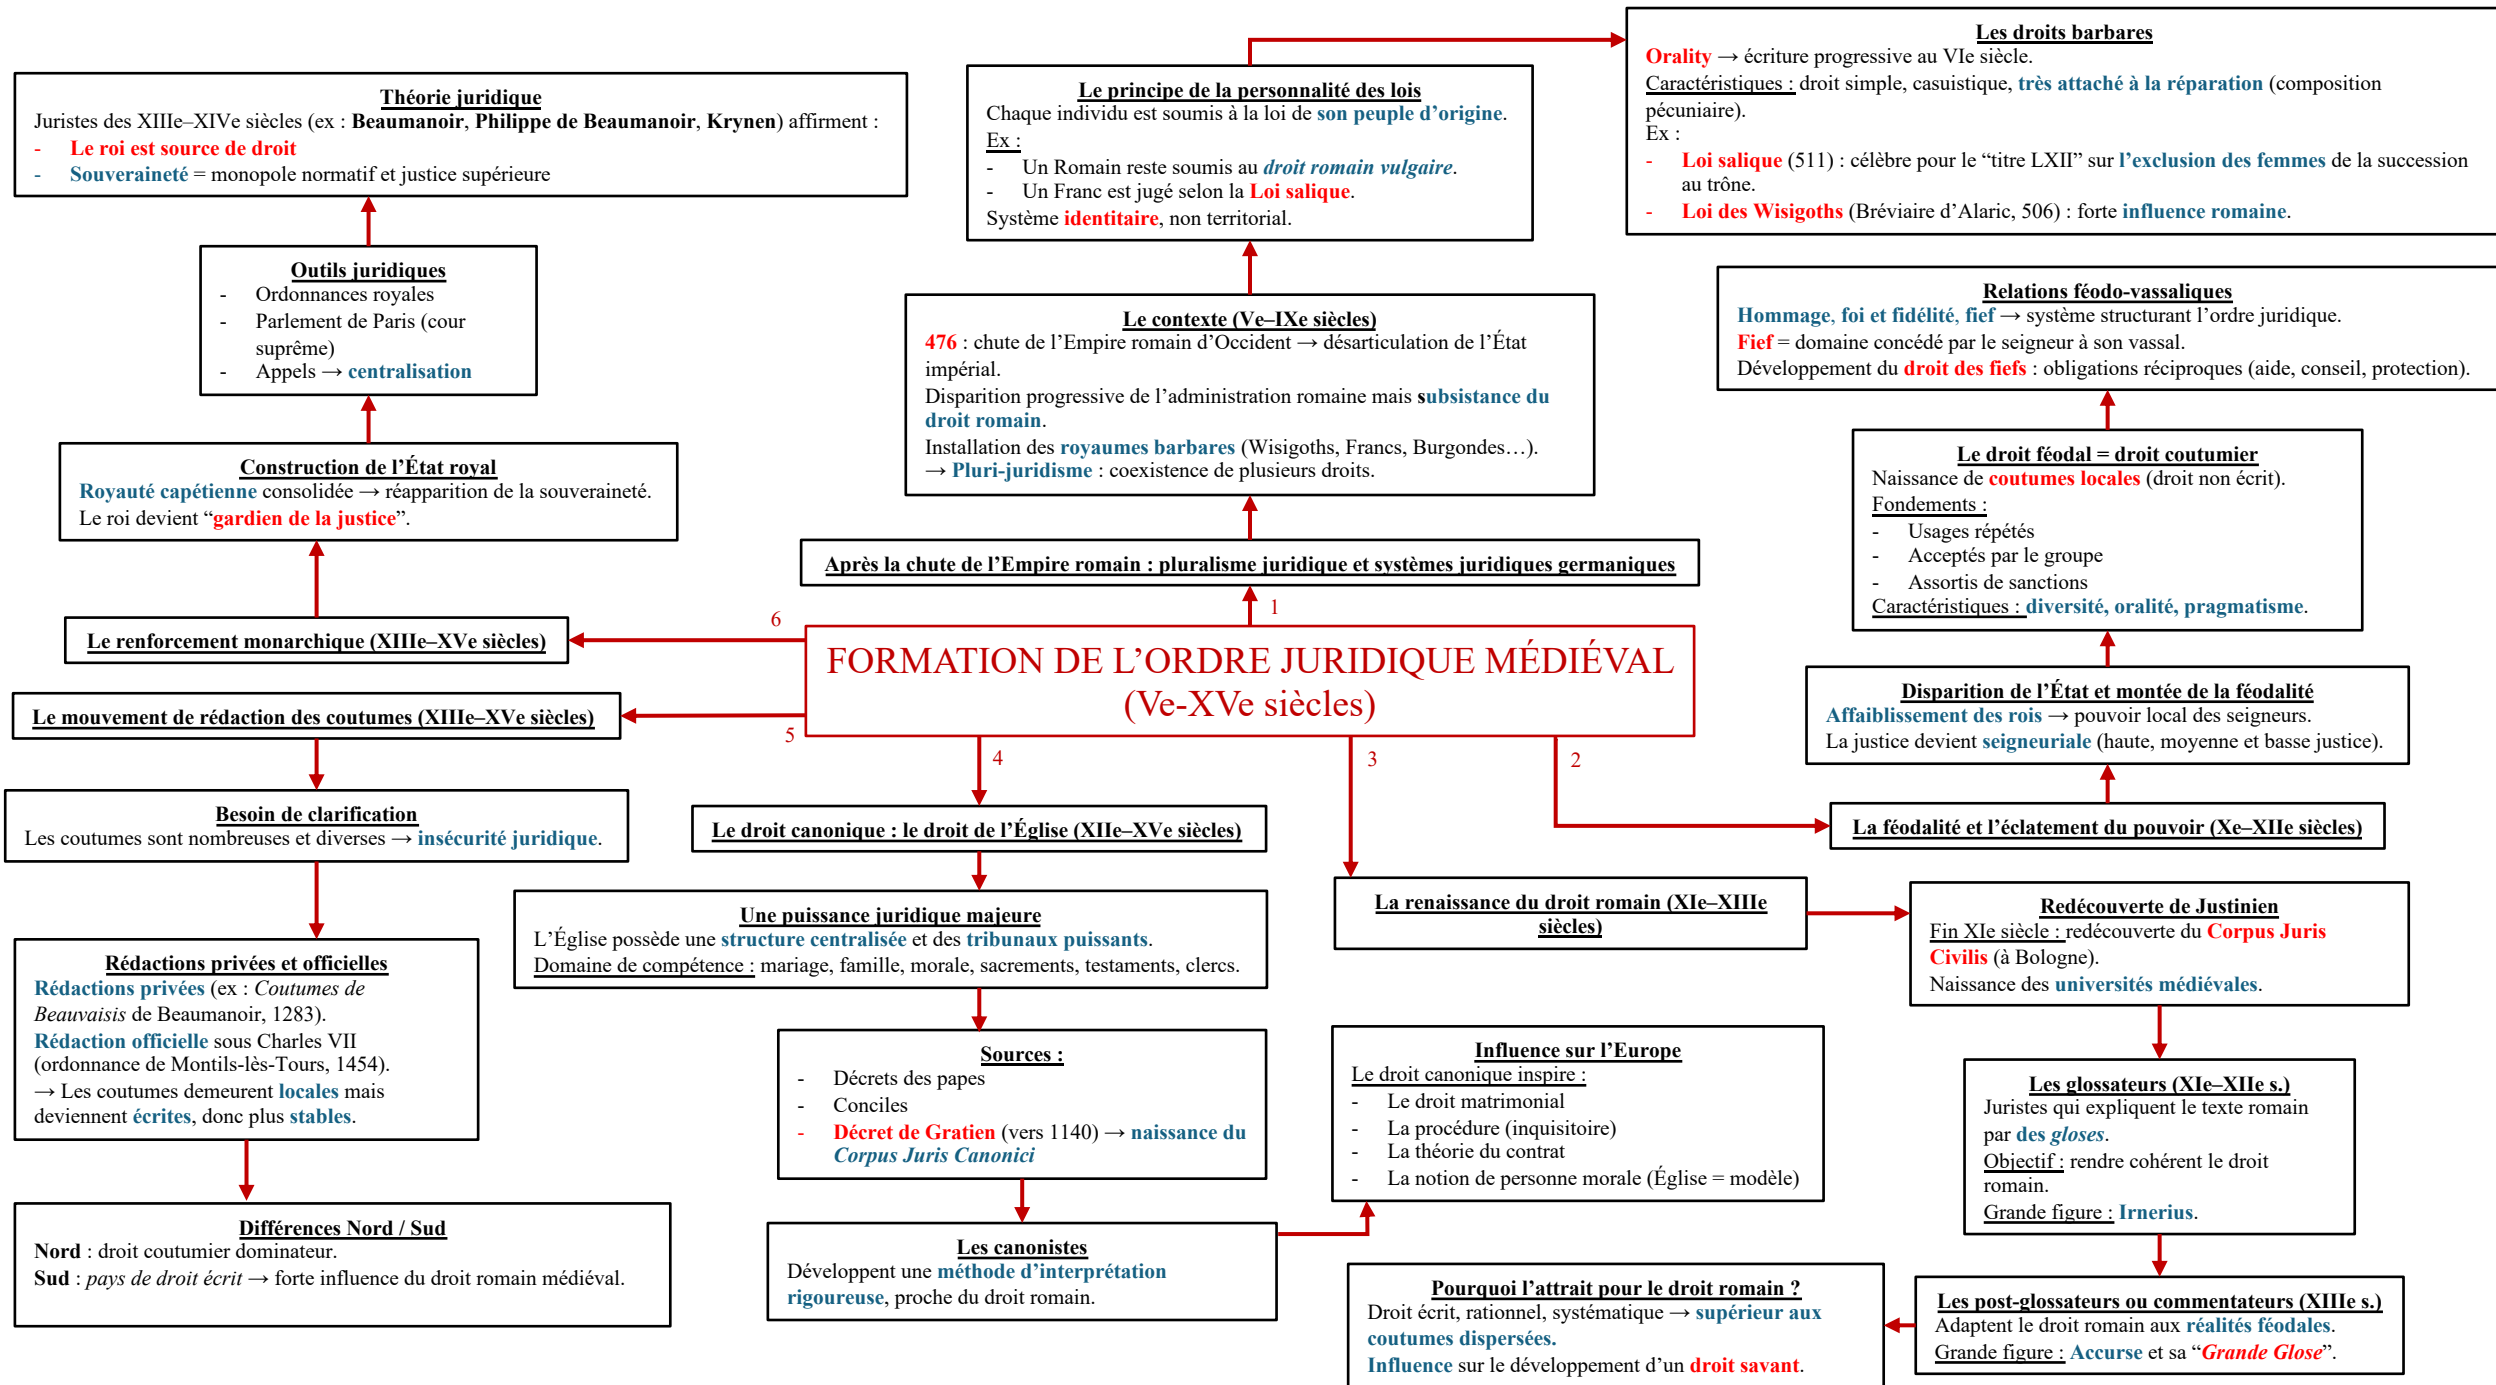 FORMATION DE L’ORDRE JURIDIQUE MÉDIÉVAL
(Ve-XVe siècles)
1
Après la chute de l’Empire romain : pluralisme juridique et systèmes juridiques germaniques
Le contexte (Ve–IXe siècles)
476 : chute de l’Empire romain d’Occident → désarticulation de l’État
impérial.
Disparition progressive de l’administration romaine mais subsistance du
droit romain.
Installation des royaumes barbares (Wisigoths, Francs, Burgondes…).
→ Pluri-juridisme : coexistence de plusieurs droits.
Le principe de la personnalité des lois
Chaque individu est soumis à la loi de son peuple d’origine.
Ex :
- Un Romain reste soumis au droit romain vulgaire.
- Un Franc est jugé selon la Loi salique.
Système identitaire, non territorial.
Les droits barbares
Orality → écriture progressive au VIe siècle.
Caractéristiques : droit simple, casuistique, très attaché à la réparation (composition
pécuniaire).
Ex :
- Loi salique (511) : célèbre pour le “titre LXII” sur l’exclusion des femmes de la succession
au trône.
- Loi des Wisigoths (Bréviaire d’Alaric, 506) : forte influence romaine.
2
La féodalité et l’éclatement du pouvoir (Xe–XIIe siècles)
Disparition de l’État et montée de la féodalité
Affaiblissement des rois → pouvoir local des seigneurs.
La justice devient seigneuriale (haute, moyenne et basse justice).
Le droit féodal = droit coutumier
Naissance de coutumes locales (droit non écrit).
Fondements :
- Usages répétés
- Acceptés par le groupe
- Assortis de sanctions
Caractéristiques : diversité, oralité, pragmatisme.
Relations féodo-vassaliques
Hommage, foi et fidélité, fief → système structurant l’ordre juridique.
Fief = domaine concédé par le seigneur à son vassal.
Développement du droit des fiefs : obligations réciproques (aide, conseil, protection).
3
La renaissance du droit romain (XIe–XIIIe
siècles)
Redécouverte de Justinien
Fin XIe siècle : redécouverte du Corpus Juris
Civilis (à Bologne).
Naissance des universités médiévales.
Les glossateurs (XIe–XIIe s.)
Juristes qui expliquent le texte romain
par des gloses.
Objectif : rendre cohérent le droit
romain.
Grande figure : Irnerius.
Les post-glossateurs ou commentateurs (XIIIe s.)
Adaptent le droit romain aux réalités féodales.
Grande figure : Accurse et sa “Grande Glose”.
Pourquoi l’attrait pour le droit romain ?
Droit écrit, rationnel, systématique → supérieur aux
coutumes dispersées.
Influence sur le développement d’un droit savant.
4
Le droit canonique : le droit de l’Église (XIIe–XVe siècles)
Une puissance juridique majeure
L’Église possède une structure centralisée et des tribunaux puissants.
Domaine de compétence : mariage, famille, morale, sacrements, testaments, clercs.
Sources :
- Décrets des papes
- Conciles
- Décret de Gratien (vers 1140) → naissance du
Corpus Juris Canonici
Les canonistes
Développent une méthode d’interprétation
rigoureuse, proche du droit romain.
Influence sur l’Europe
Le droit canonique inspire :
- Le droit matrimonial
- La procédure (inquisitoire)
- La théorie du contrat
- La notion de personne morale (Église = modèle)
5
Le mouvement de rédaction des coutumes (XIIIe–XVe siècles)
Besoin de clarification
Les coutumes sont nombreuses et diverses → insécurité juridique.
Rédactions privées et officielles
Rédactions privées (ex : Coutumes de
Beauvaisis de Beaumanoir, 1283).
Rédaction officielle sous Charles VII
(ordonnance de Montils-lès-Tours, 1454).
→ Les coutumes demeurent locales mais
deviennent écrites, donc plus stables.
Différences Nord / Sud
Nord : droit coutumier dominateur.
Sud : pays de droit écrit → forte influence du droit romain médiéval.
6
Le renforcement monarchique (XIIIe–XVe siècles)
Construction de l’État royal
Royauté capétienne consolidée → réapparition de la souveraineté.
Le roi devient “gardien de la justice”.
Outils juridiques
- Ordonnances royales
- Parlement de Paris (cour
suprême)
- Appels → centralisation
Théorie juridique
Juristes des XIIIe–XIVe siècles (ex : Beaumanoir, Philippe de Beaumanoir, Krynen) affirment :
- Le roi est source de droit
- Souveraineté = monopole normatif et justice supérieure